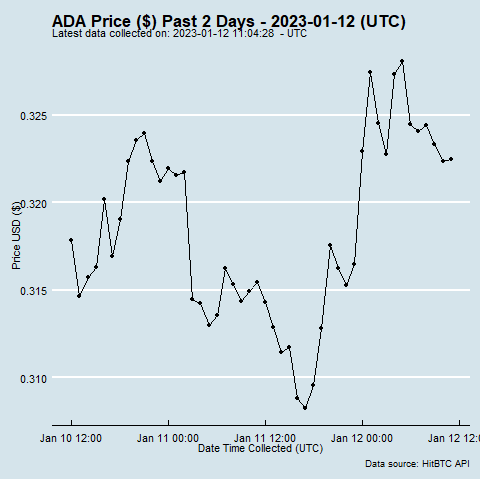 ADA Price ($) Past 2 Days - 2023-01-12 (UTC)
Latest data collected on: 2023-01-12 11:04:28 - UTC
0.325
0.320
0.315
0.310
Price USD ($)
Jan 10 12:00 Jan 11 00:00 Jan 11 12:00 Jan 12 00:00 Jan 12 12:0
Date Time Collected (UTC)
Data source: HitBTC API